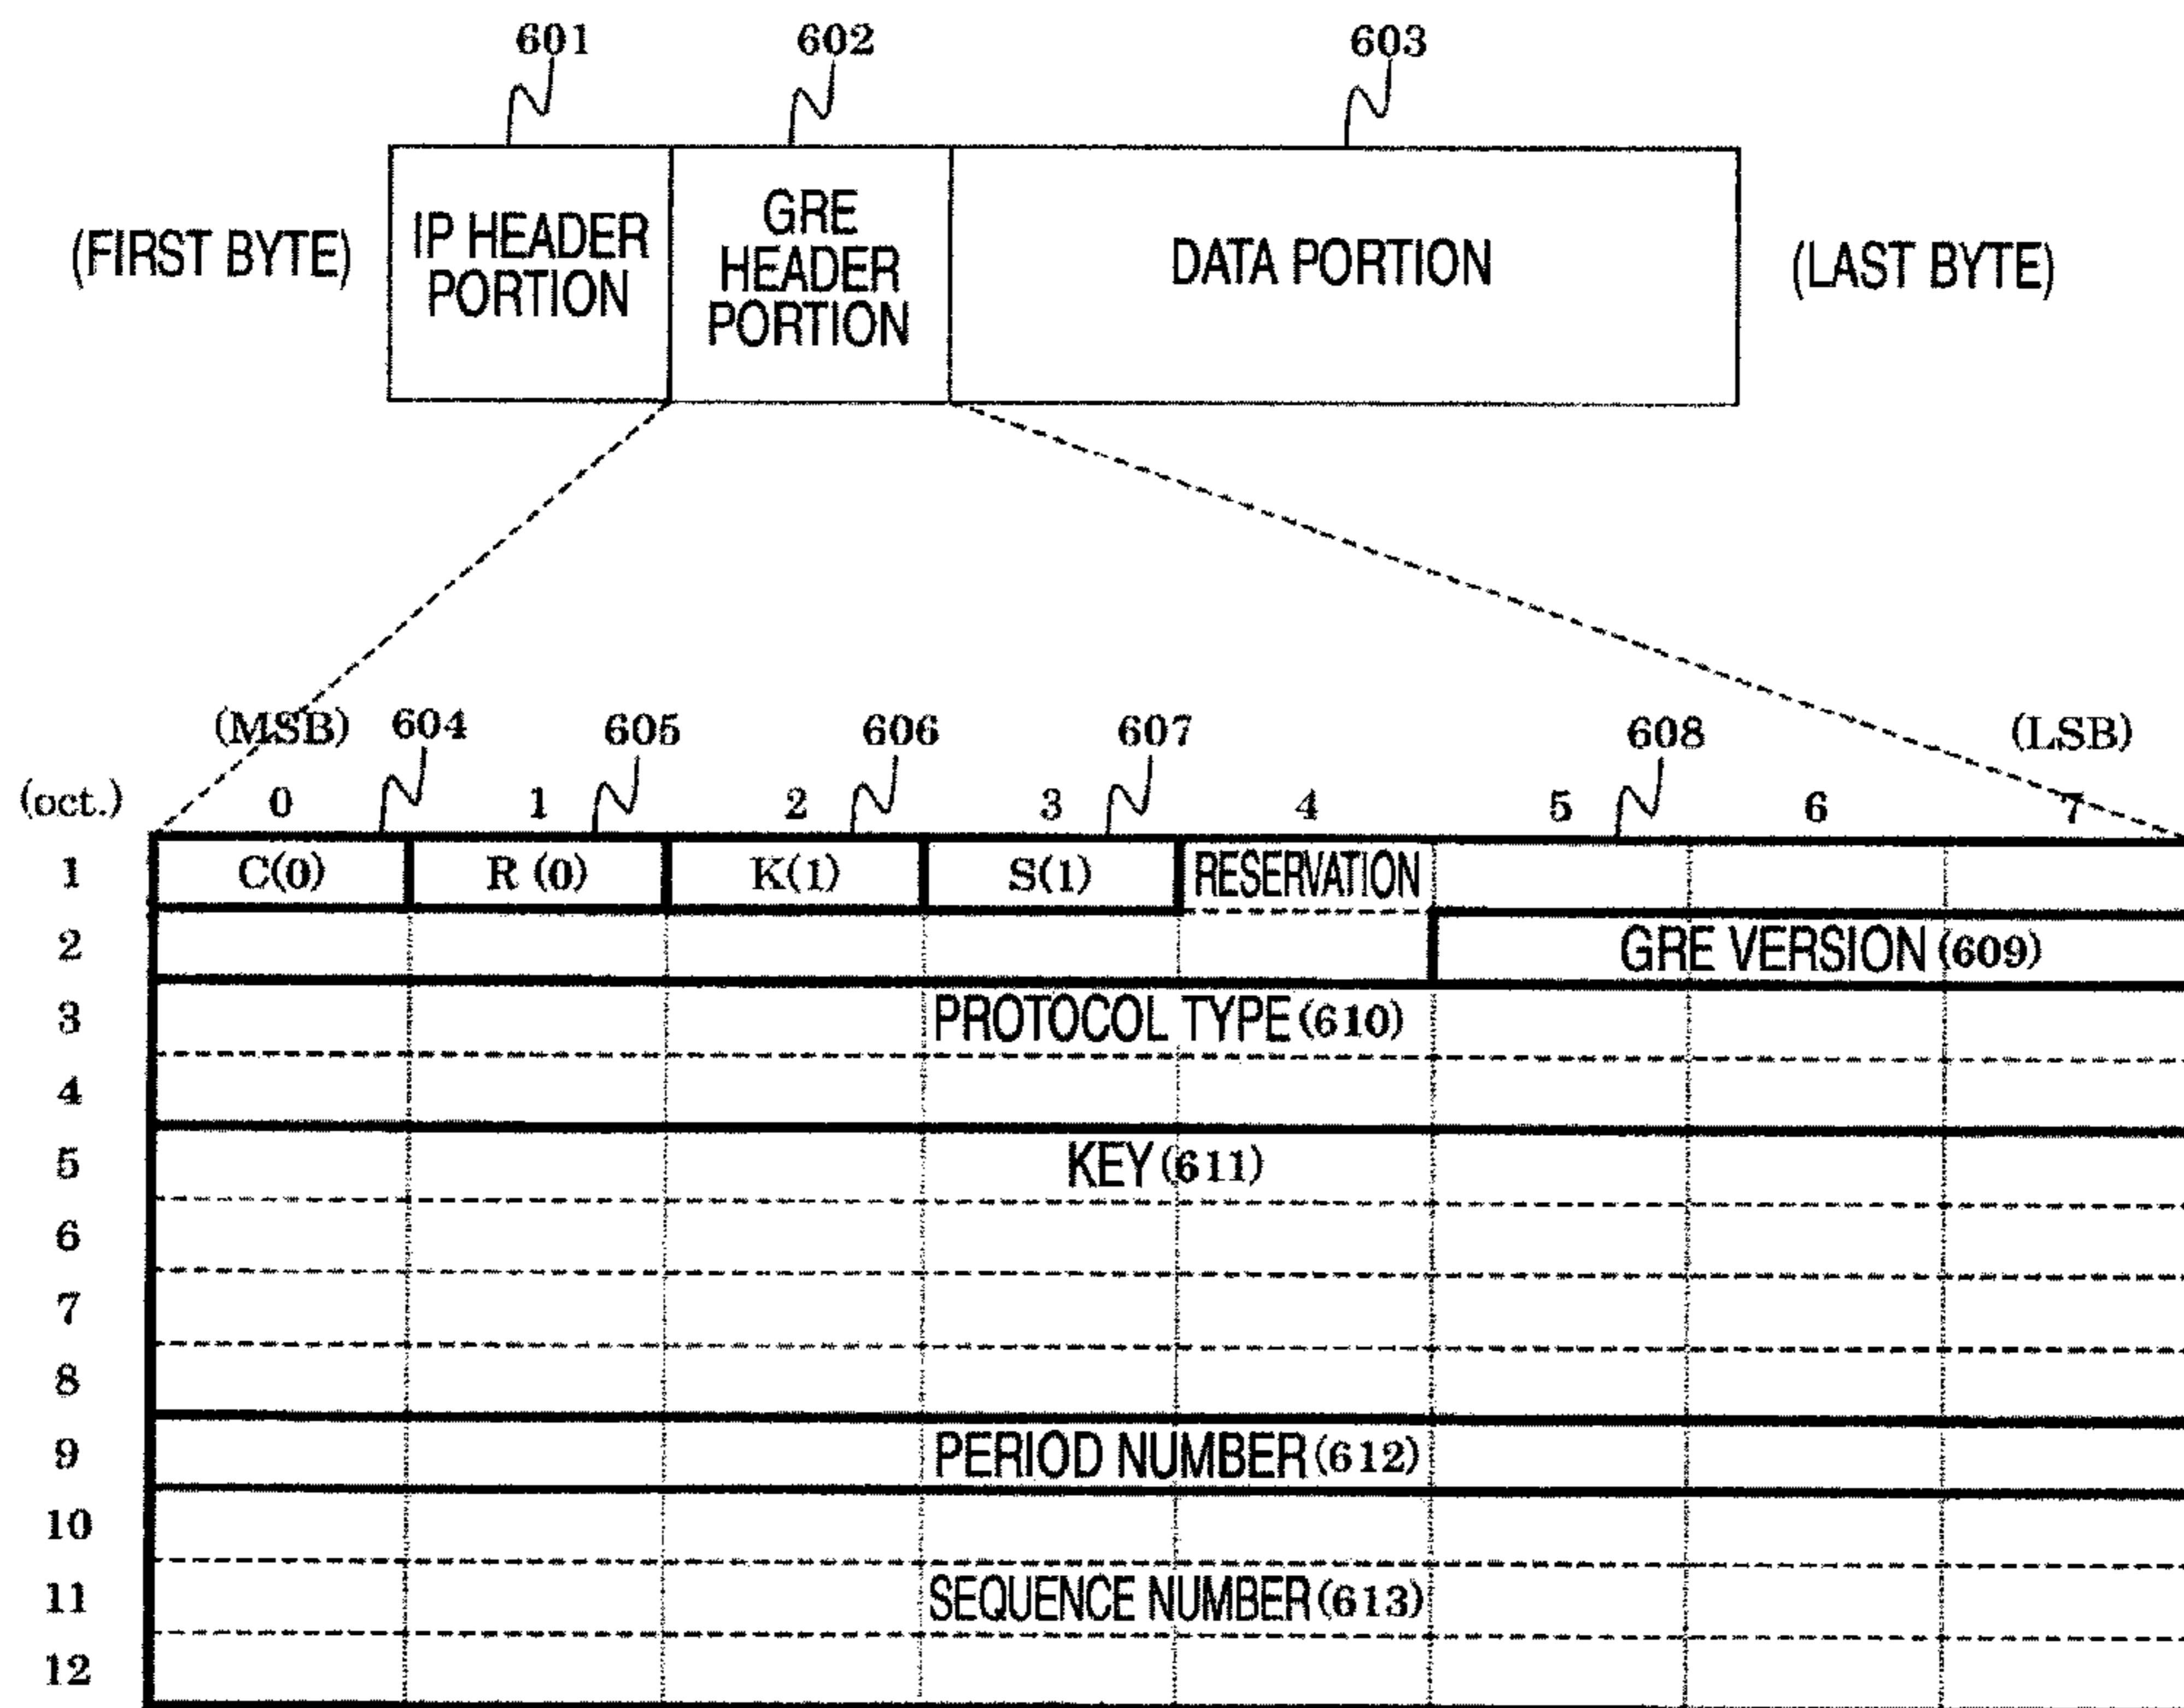 601 602 603
(FIRST BYTE) IP HEADER PORTION GRE HEADER PORTION DATA PORTION (LAST BYTE)
(MSB) 604 605 606 607 608 (LSB)
(oct.) 0 1 2 3 4 5 6 7
1 C(0) R (0) K(1) S(1) RESERVATION
2 GRE VERSION (609)
3 PROTOCOL TYPE (610)
4
5 KEY (611)
6
7
8
9 PERIOD NUMBER (612)
10
11 SEQUENCE NUMBER (613)
12